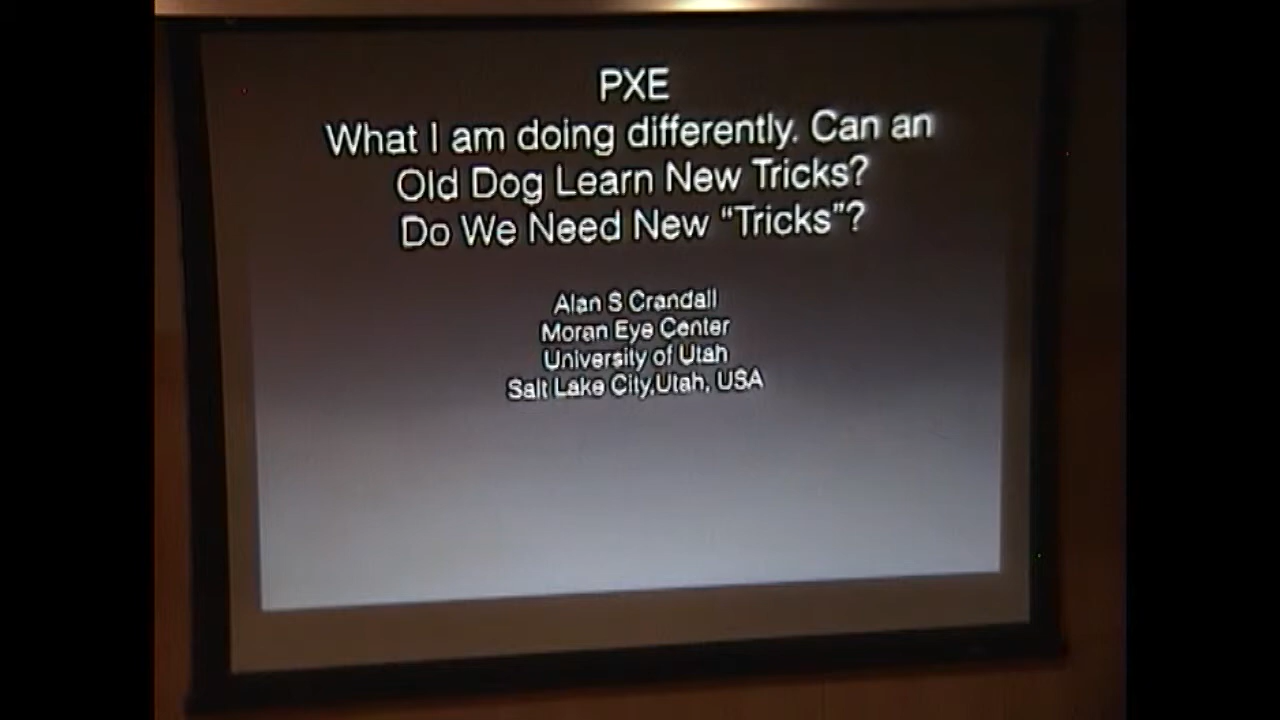 PXE
What I am doing differently. Can an
Old Dog Learn New Tricks?
Do We Need New “Tricks”?
Alan S Crandall
Moran Eye Center
University of Utah
Salt Lake City,Utah, USA